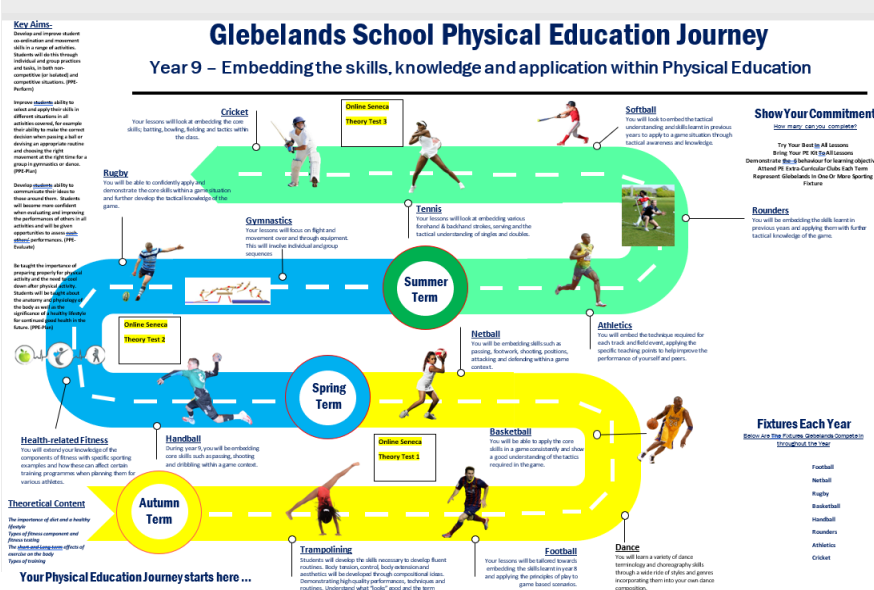 Glebelands School Physical Education Journey
Year 9 – Embedding the skills, knowledge and application within Physical Education
Key Aims-
Develop and improve student
co-ordination and movement
skills in a range of activities.
Students will do this through
individual and group practises
and tasks, in both non-
competitive (or isolated) and
competitive situations. (PPE-
Perform)
Improve students ability to
select and apply their skills in
different situations in all
activities covered, for example
their ability to make the correct
decision when passing a ball or
devising an appropriate routine
and choosing the right
movement at the right time for a
group in gymnastics or dance.
(PPE-Plan)
Develop students ability to
communicate their ideas to
those around them. Students
will become more confident
when evaluating and improving
the performances of others in all
activities and will be given
opportunities to assess each
others performances. (PPE-
Evaluate)
Be taught the importance of
preparing properly for physical
activity and the need to cool
down after physical activity.
Students will be taught about
the anatomy and physiology of
the body as well as the
significance of a healthy lifestyle
for continued good health in the
future. (PPE-Plan)
Cricket
Your lessons will look at embedding the core
skills; batting, bowling, fielding and tactics within
the class.
Online Seneca
Theory Test 3
Softball
You will look to embed the tactical
understanding and skills learnt in previous
years to apply to a game situation through
tactical awareness and knowledge.
Show Your Commitment
How many can you complete?
Try Your Best in All Lessons
Bring Your PE Kit To All Lessons
Demonstrate the 6 behaviour for learning objectiv
Attend PE Extra-Curricular Clubs Each Term
Represent Glebelands In One Or More Sporting
Fixture
Rugby
You will be able to confidently apply and
demonstrate the core skills within a game situation
and further develop the tactical knowledge of the
game.
Gymnastics
Your lessons will focus on flight and
movement over and through equipment.
This will involve individual and group
sequences
Tennis
Your lessons will look at embedding various
forehand & backhand strokes, serving and the
tactical understanding of singles and doubles.
Rounders
You will be embedding the skills learnt in
previous years and applying them with further
tactical knowledge of the game.
Summer
Term
Online Seneca
Theory Test 2
Netball
You will be embedding skills such as
passing, footwork, shooting, positions,
attacking and defending within a game
context.
Athletics
You will embed the technique required for
each track and field event, applying the
specific teaching points to help improve the
performance of yourself and peers.
Spring
Term
Health-related Fitness
You will extend your knowledge of the
components of fitness with specific sporting
examples and how these can affect certain
training programmes when planning for them for
various athletes.
Handball
During year 9, you will be embedding
core skills such as passing, shooting
and dribbling within a game context.
Online Seneca
Theory Test 1
Basketball
You will be able to apply the core
skills in a game consistently and show
a good understanding of the tactics
required in the game.
Fixtures Each Year
Below Are The Fixtures Glebelands Compete in
throughout the Year
Football
Netball
Rugby
Basketball
Handball
Rounders
Athletics
Cricket
Theoretical Content
The importance of diet and a healthy
lifestyle
Types of fitness component and
fitness testing
The short and long-term effects of
exercise on the body
Types of training
Autumn
Term
Your Physical Education Journey starts here ...
Trampolining
Students will develop the skills necessary to develop fluent
routines. Body tension, control, body extension and
aesthetics will be developed through compositional ideas.
Demonstrating high quality performances, techniques and
routines. Understand what "looks" good and the term
Football
Your lessons will be tailored towards
embedding the skills learnt in year 8
and applying the principles of play to
game based scenarios.
Dance
You will learn a variety of dance
terminology and choreography skills
through a wide ride of styles and genres
incorporating them into your own dance
composition.